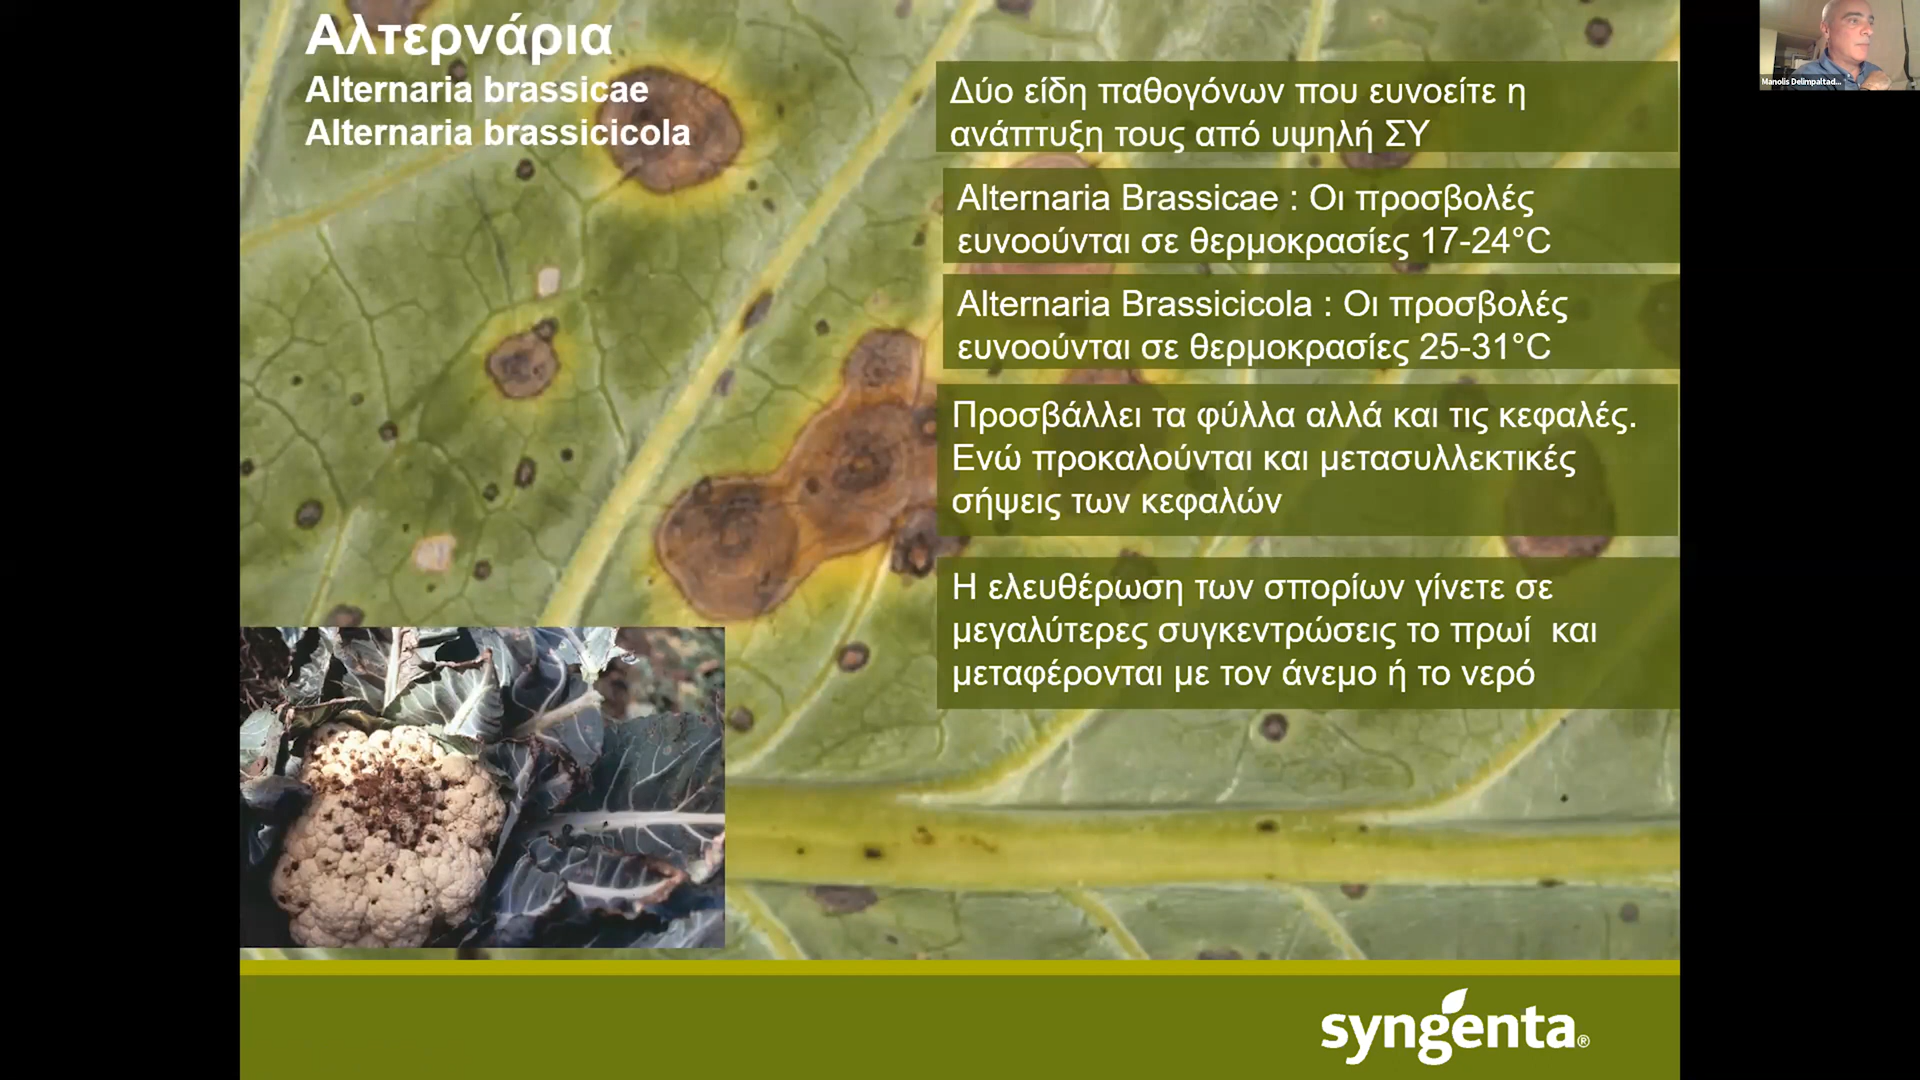 Αλτερνάρια
Alternaria brassicae
Alternaria brassicicola
Δύο είδη παθογόνων που ευνοείτε η
ανάπτυξη τους από υψηλή ΣΥ
Alternaria Brassicae : Οι προσβολές
ευνοούνται σε θερμοκρασίες 17-24°C
Alternaria Brassicicola : Οι προσβολές
ευνοούνται σε θερμοκρασίες 25-31°C
Προσβάλλει τα φύλλα αλλά και τις κεφαλές.
Ενώ προκαλούνται και μετασυλλεκτικές
σήψεις των κεφαλών
Η ελευθέρωση των σπορίων γίνετε σε
μεγαλύτερες συγκεντρώσεις το πρωί  και
μεταφέρονται με τον άνεμο ή το νερό
Manolis Delimpaltad...
syngenta®